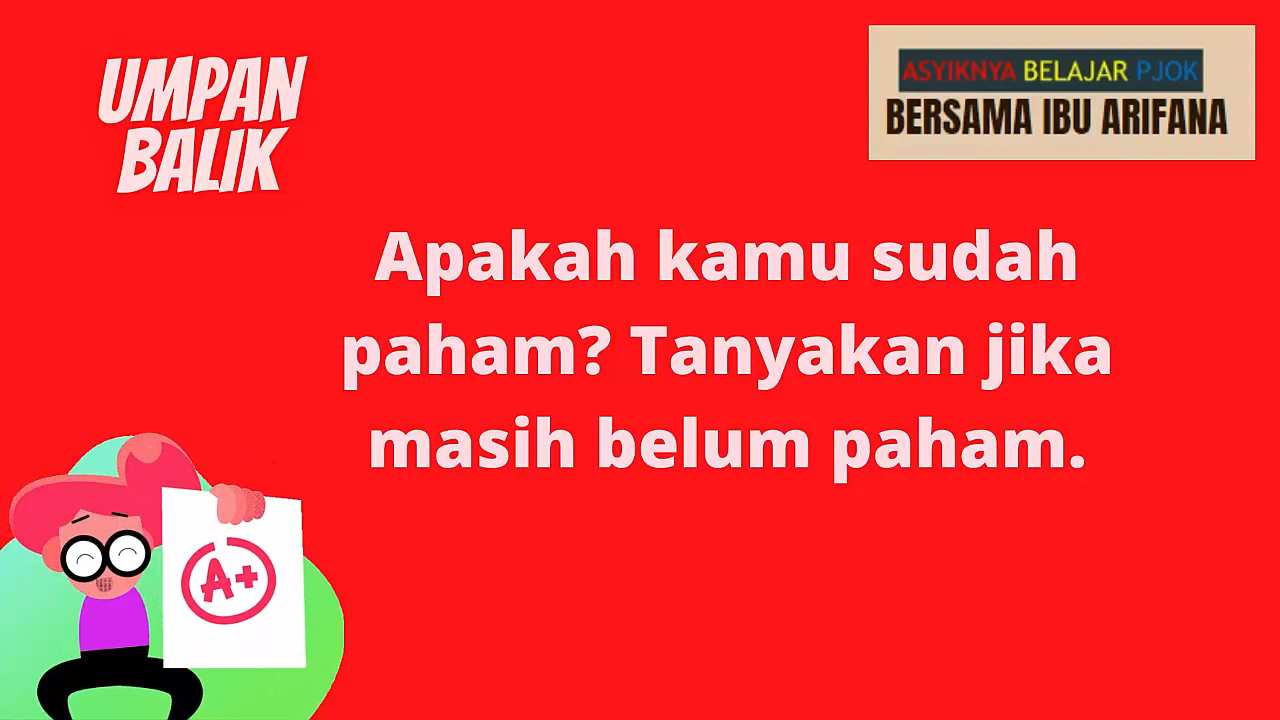 UMPAN
BALIK
ASYIKNYA BELAJAR PJOK
BERSAMA IBU ARIFANA
Apakah kamu sudah
paham? Tanyakan jika
masih belum paham.
A+